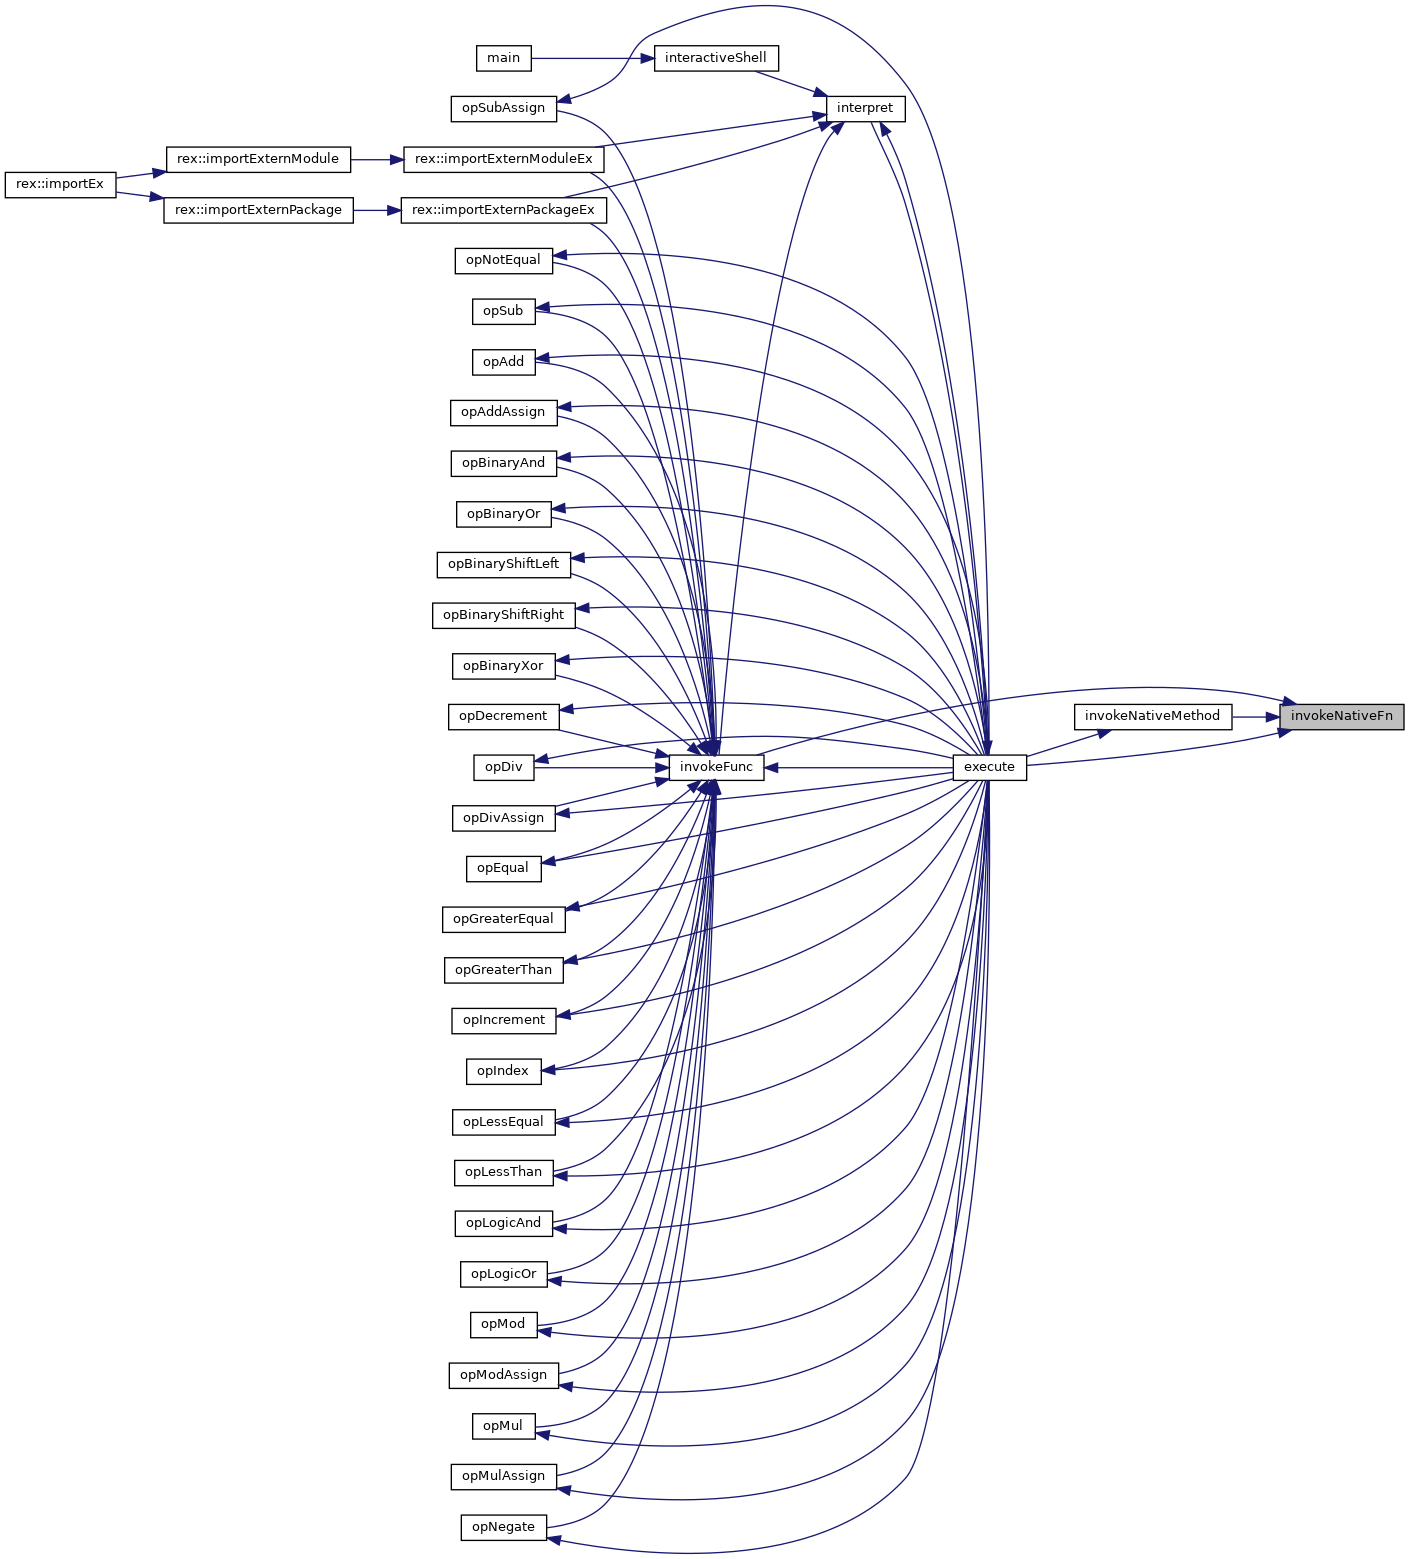 main
interactiveShell
opSubAssign
interpret
rex::importExternModule
rex::importExternModuleEx
rex::importEx
rex::importExternPackage
rex::importExternPackageEx
opNotEqual
opSub
opAdd
opAddAssign
opBinaryAnd
opBinaryOr
opBinaryShiftLeft
opBinaryShiftRight
opBinaryXor
opDecrement
invokeNativeMethod
invokeNativeFn
opDiv
invokeFunc
execute
opDivAssign
opEqual
opGreaterEqual
opGreaterThan
opIncrement
opIndex
opLessEqual
opLessThan
opLogicAnd
opLogicOr
opMod
opModAssign
opMul
opMulAssign
opNegate